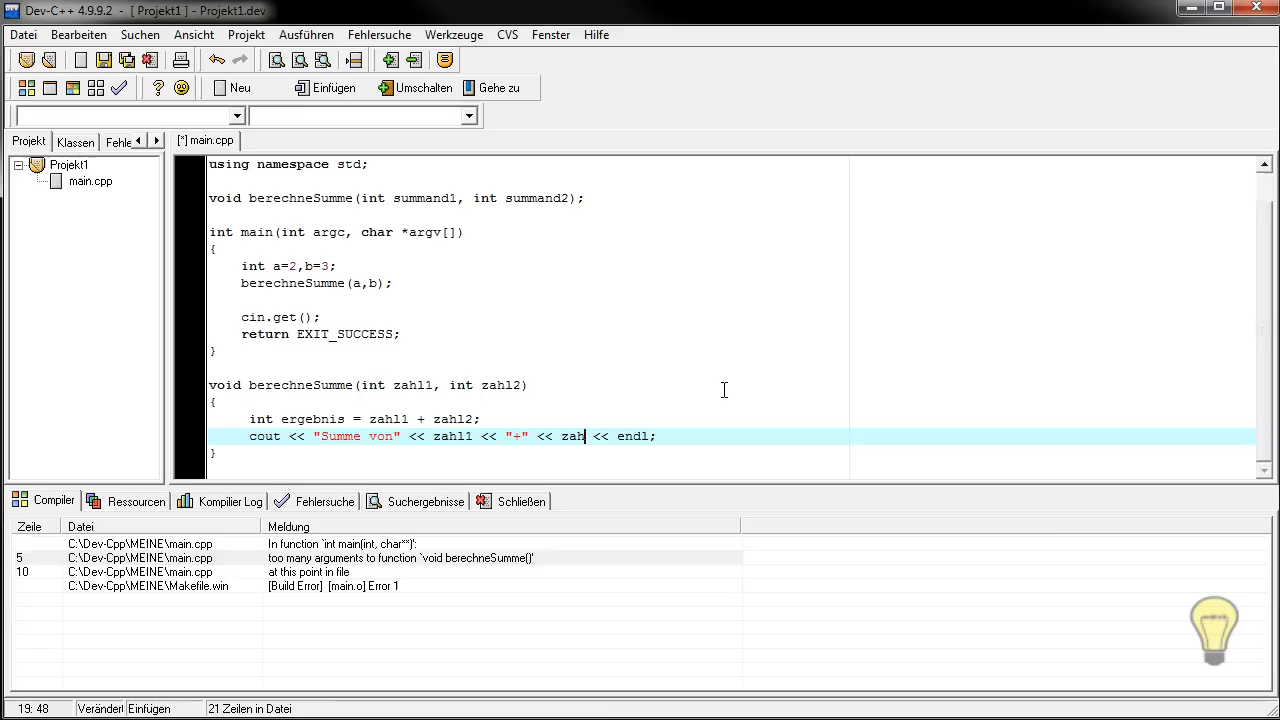 Dev-C++ 4.9.9.2 - [ Projekt1 ] - Projekt1.dev
Datei Bearbeiten Suchen Ansicht Projekt Ausführen Fehlersuche Werkzeuge CVS Fenster Hilfe
Neu Einfügen Umschalten Gehe zu
Projekt Klassen Fehle [*] main.cpp
Projekt1
main.cpp
using namespace std;
void berechneSumme(int summand1, int summand2);
int main(int argc, char *argv[])
{
int a=2,b=3;
berechneSumme(a,b);
cin.get();
return EXIT_SUCCESS;
}
void berechneSumme(int zahl1, int zahl2)
{
int ergebnis = zahl1 + zahl2;
cout << "Summe von" << zahl1 << "+" << zah << endl;
}
Compiler Ressourcen Kompilier Log Fehlersuche Suchergebnisse Schließen
Zeile Datei Meldung
C:\Dev-Cpp\MEINE\main.cpp In function `int main(int, char**)':
5 C:\Dev-Cpp\MEINE\main.cpp too many arguments to function `void berechneSumme()'
10 C:\Dev-Cpp\MEINE\main.cpp at this point in file
C:\Dev-Cpp\MEINE\Makefile.win [Build Error] [main.o] Error 1
19: 48 Veränder Einfügen 21 Zeilen in Datei